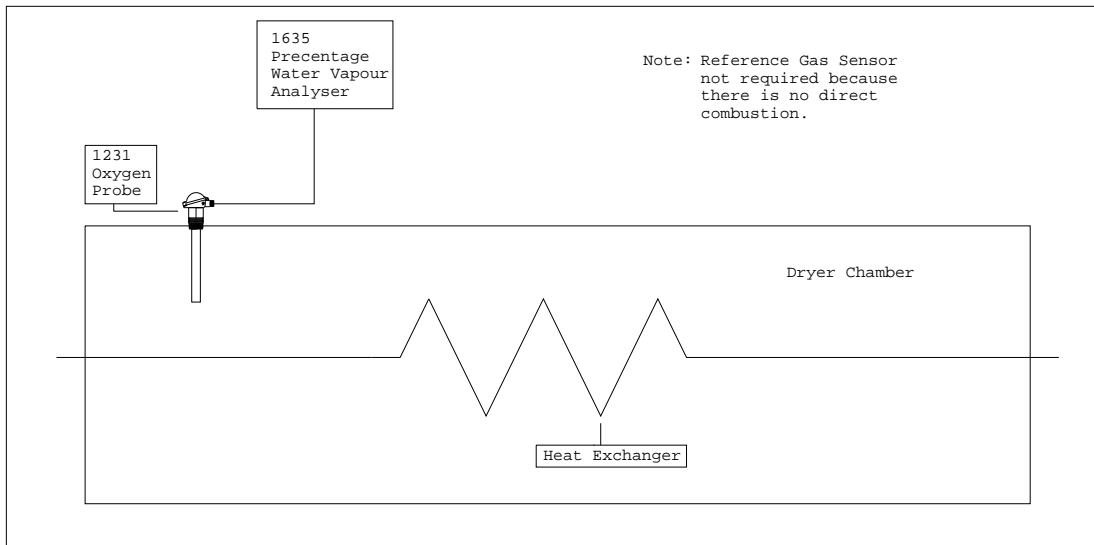 1635
Precentage
Water Vapour
Analyser
Note: Reference Gas Sensor
not required because
there is no direct
combustion.
1231
Oxygen
Probe
Dryer Chamber
Heat Exchanger